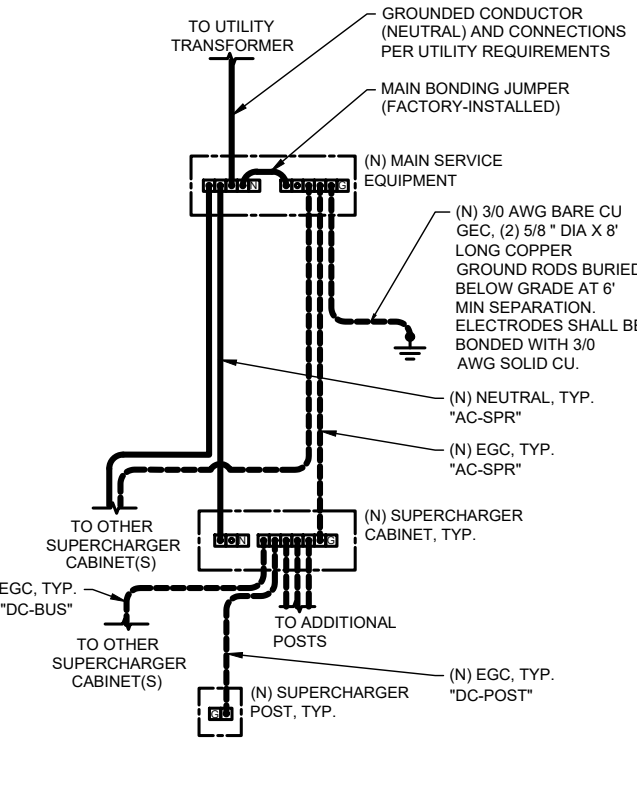 TO UTILITY
TRANSFORMER
GROUNDED CONDUCTOR
(NEUTRAL) AND CONNECTIONS
PER UTILITY REQUIREMENTS
MAIN BONDING JUMPER
(FACTORY-INSTALLED)
(N) MAIN SERVICE
EQUIPMENT
N
G
(N) 3/0 AWG BARE CU
GEC, (2) 5/8 " DIA X 8'
LONG COPPER
GROUND RODS BURIED
BELOW GRADE AT 6'
MIN SEPARATION.
ELECTRODES SHALL BE
BONDED WITH 3/0
AWG SOLID CU.
(N) NEUTRAL, TYP.
"AC-SPR"
(N) EGC, TYP.
"AC-SPR"
TO OTHER
SUPERCHARGER
CABINET(S)
(N) SUPERCHARGER
CABINET, TYP.
N
G
EGC, TYP.
"DC-BUS"
TO OTHER
SUPERCHARGER
CABINET(S)
TO ADDITIONAL
POSTS
(N) EGC, TYP.
"DC-POST"
(N) SUPERCHARGER
POST, TYP.
G